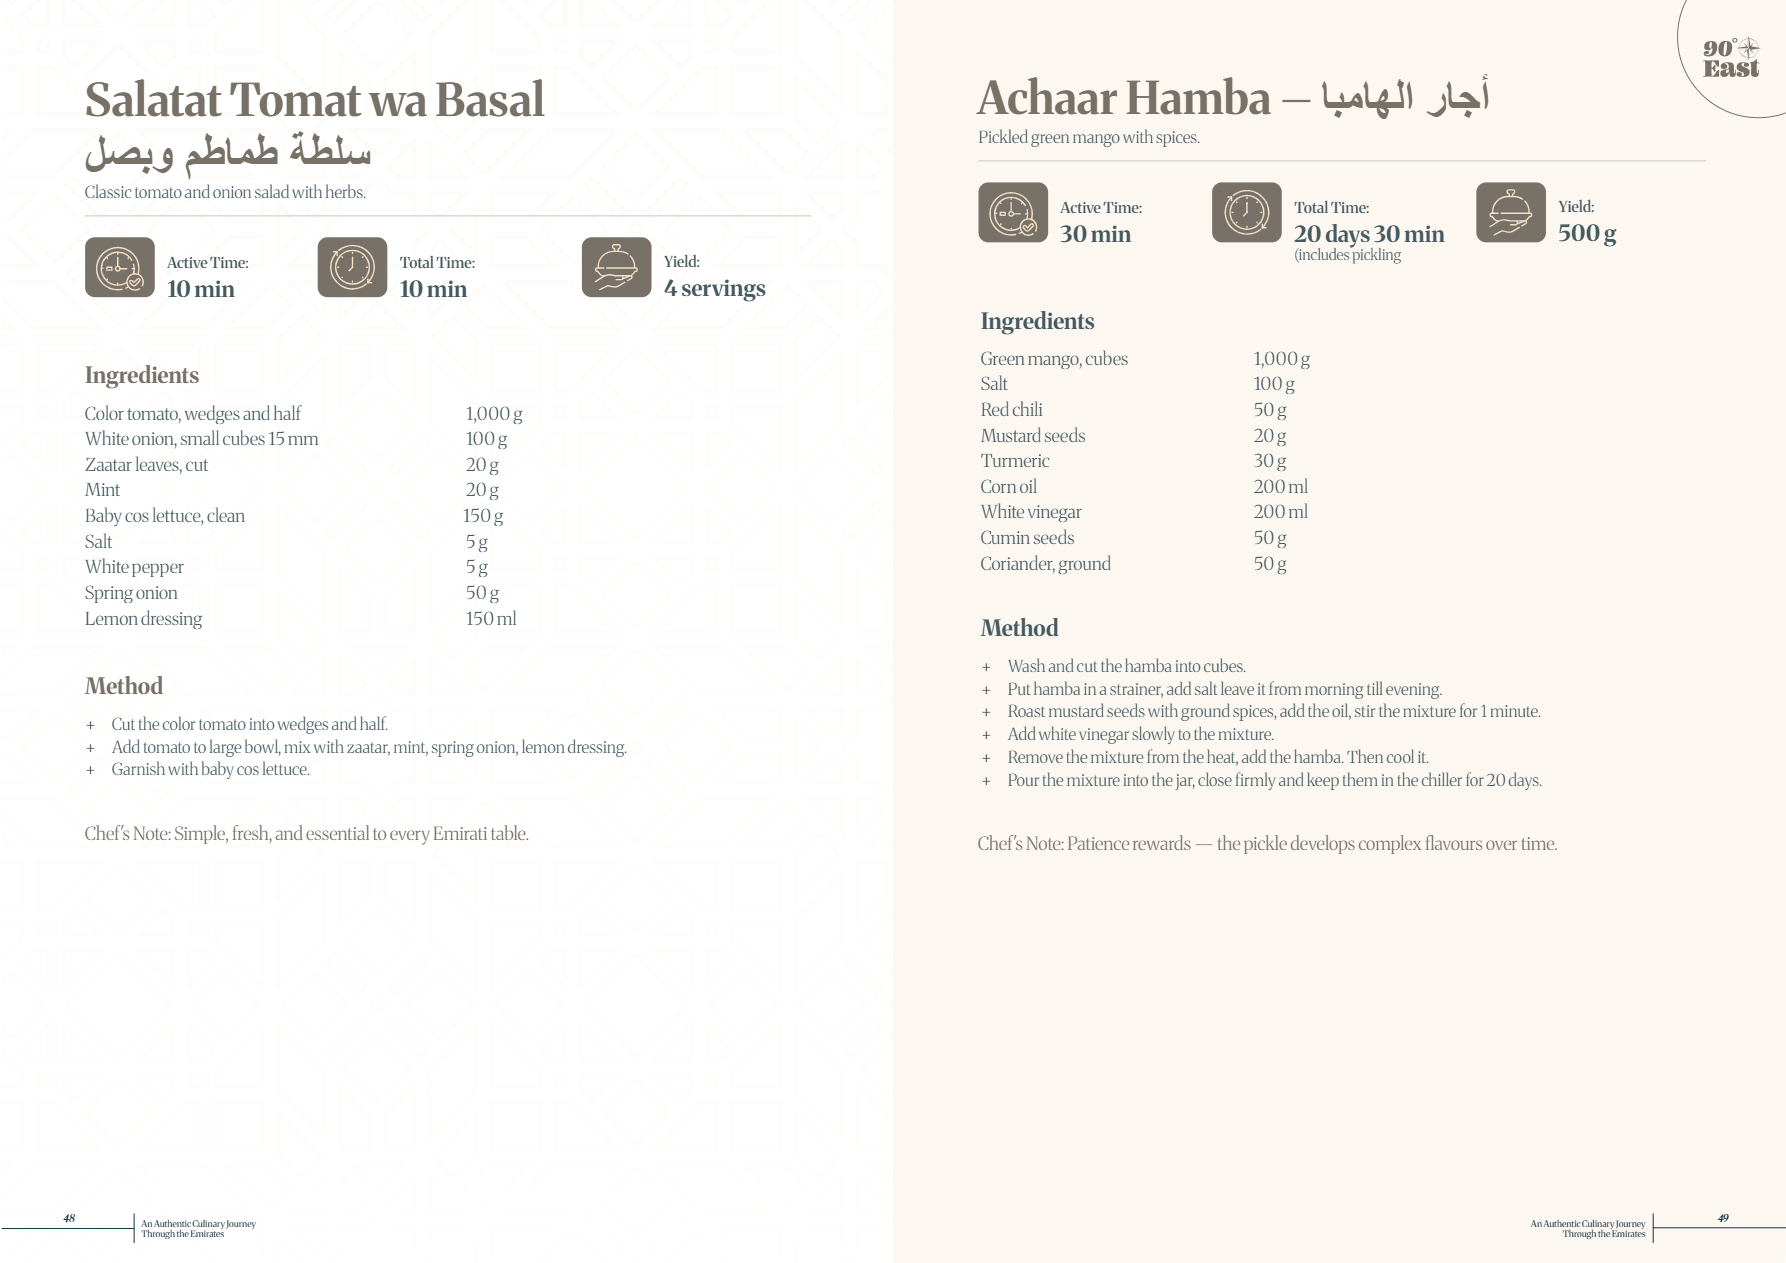 Salatat Tomat wa Basal
سلطة طماطم وبصل
Classic tomato and onion salad with herbs.
Active Time:
10 min
Total Time:
10 min
Yield:
4 servings
Ingredients
Color tomato, wedges and half 1,000 g
White onion, small cubes 15 mm 100 g
Zaatar leaves, cut 20 g
Mint 20 g
Baby cos lettuce, clean 150 g
Salt 5 g
White pepper 5 g
Spring onion 50 g
Lemon dressing 150 ml
Method
+ Cut the color tomato into wedges and half.
+ Add tomato to large bowl, mix with zaatar, mint, spring onion, lemon dressing.
+ Garnish with baby cos lettuce.
Chef's Note: Simple, fresh, and essential to every Emirati table.
48
An Authentic Culinary Journey
Through the Emirates
90° East
Achaar Hamba — أجار الهامبا
Pickled green mango with spices.
Active Time:
30 min
Total Time:
20 days 30 min
(includes pickling
Yield:
500 g
Ingredients
Green mango, cubes 1,000 g
Salt 100 g
Red chili 50 g
Mustard seeds 20 g
Turmeric 30 g
Corn oil 200 ml
White vinegar 200 ml
Cumin seeds 50 g
Coriander, ground 50 g
Method
+ Wash and cut the hamba into cubes.
+ Put hamba in a strainer, add salt leave it from morning till evening.
+ Roast mustard seeds with ground spices, add the oil, stir the mixture for 1 minute.
+ Add white vinegar slowly to the mixture.
+ Remove the mixture from the heat, add the hamba. Then cool it.
+ Pour the mixture into the jar, close firmly and keep them in the chiller for 20 days.
Chef's Note: Patience rewards — the pickle develops complex flavours over time.
An Authentic Culinary Journey
Through the Emirates
49